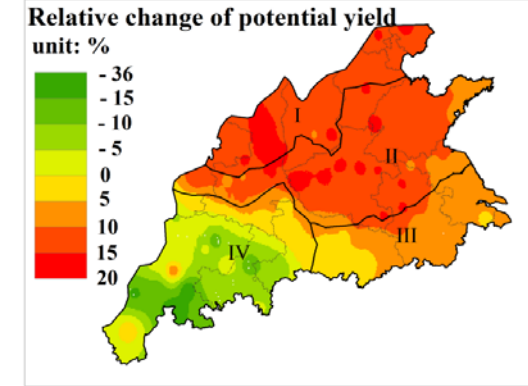 Relative change of potential yield
unit: %
- 36
- 15
- 10
- 5
0
5
10
15
20
I
II
III
IV